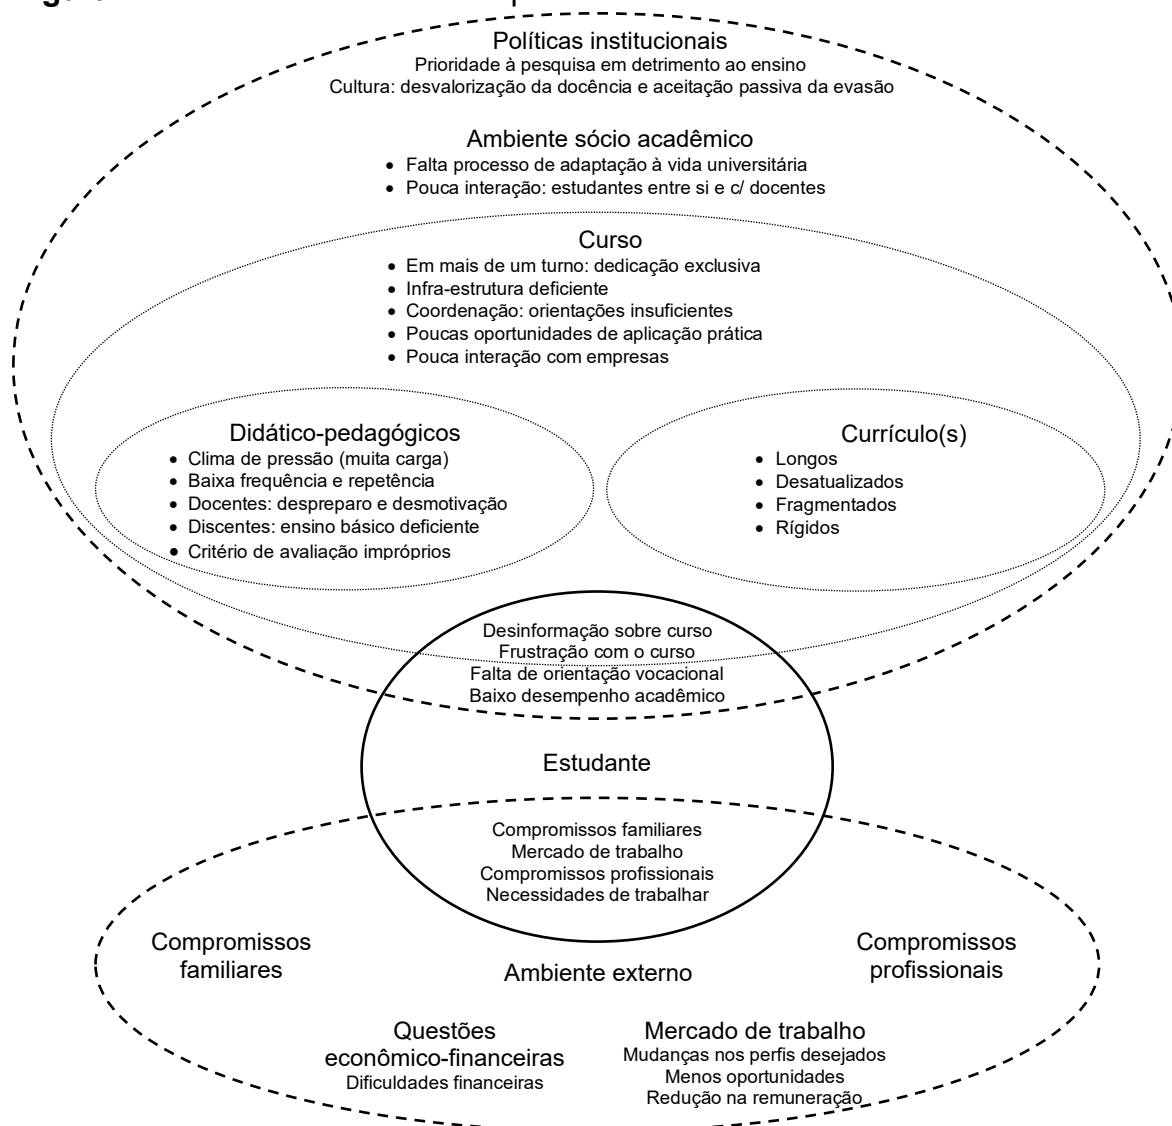 Políticas institucionais
Prioridade à pesquisa em detrimento ao ensino
Cultura: desvalorização da docência e aceitação passiva da evasão
Ambiente sócio acadêmico
• Falta processo de adaptação à vida universitária
• Pouca interação: estudantes entre si e c/ docentes
Curso
• Em mais de um turno: dedicação exclusiva
• Infra-estrutura deficiente
• Coordenação: orientações insuficientes
• Poucas oportunidades de aplicação prática
• Pouca interação com empresas
Didático-pedagógicos
• Clima de pressão (muita carga)
• Baixa frequência e repetência
• Docentes: despreparo e desmotivação
• Discentes: ensino básico deficiente
• Critério de avaliação impróprios
Currículo(s)
• Longos
• Desatualizados
• Fragmentados
• Rígidos
Desinformação sobre curso
Frustração com o curso
Falta de orientação vocacional
Baixo desempenho acadêmico
Estudante
Compromissos familiares
Mercado de trabalho
Compromissos profissionais
Necessidades de trabalhar
Compromissos
familiares
Ambiente externo
Compromissos
profissionais
Questões
econômico-financeiras
Dificuldades financeiras
Mercado de trabalho
Mudanças nos perfis desejados
Menos oportunidades
Redução na remuneração